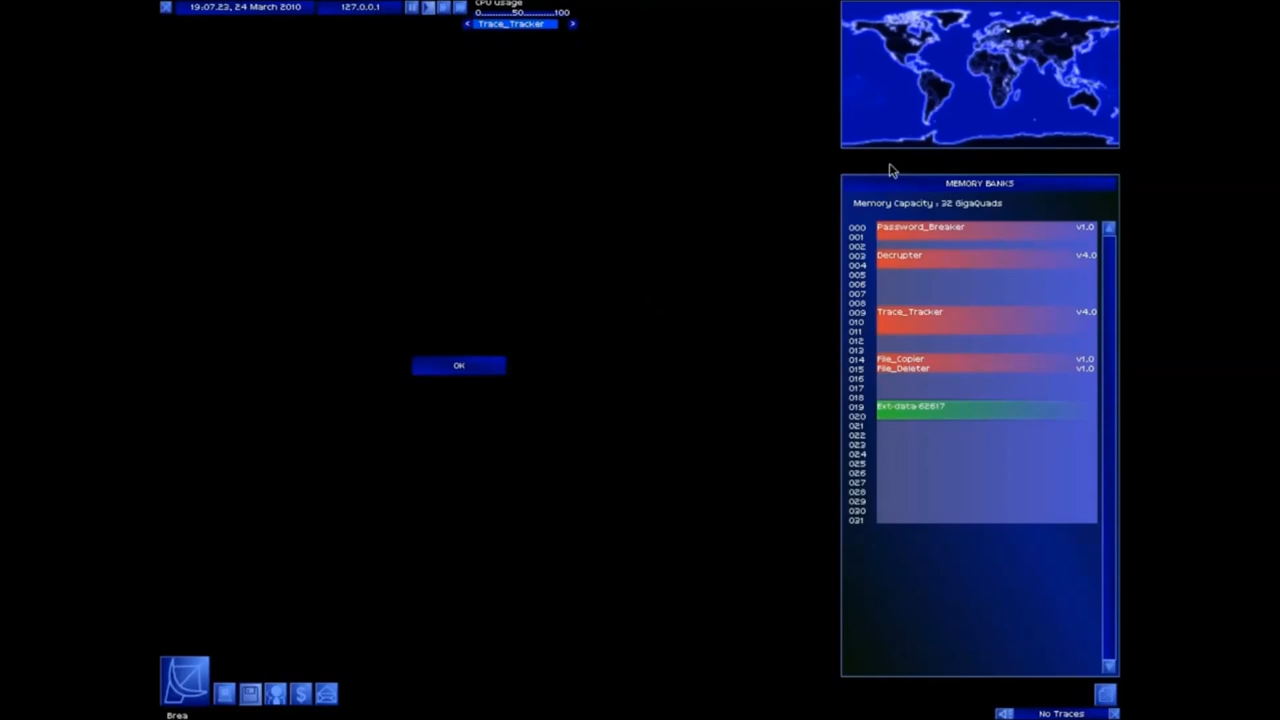 19:07.23, 24 March 2010
127.0.0.1
CPU usage
0 50 100
< Trace_Tracker >
MEMORY BANKS
Memory Capacity : 32 GigaQuads
000 Password_Breaker v1.0
001
002
003 Decrypter v4.0
004
005
006
007
008
009 Trace_Tracker v4.0
010
011
012
013
014 File_Copier v1.0
015 File_Deleter v1.0
016
017
018
019 Ext-data-62617
020
021
022
023
024
025
026
027
028
029
030
031
OK
$
Brea
No Traces